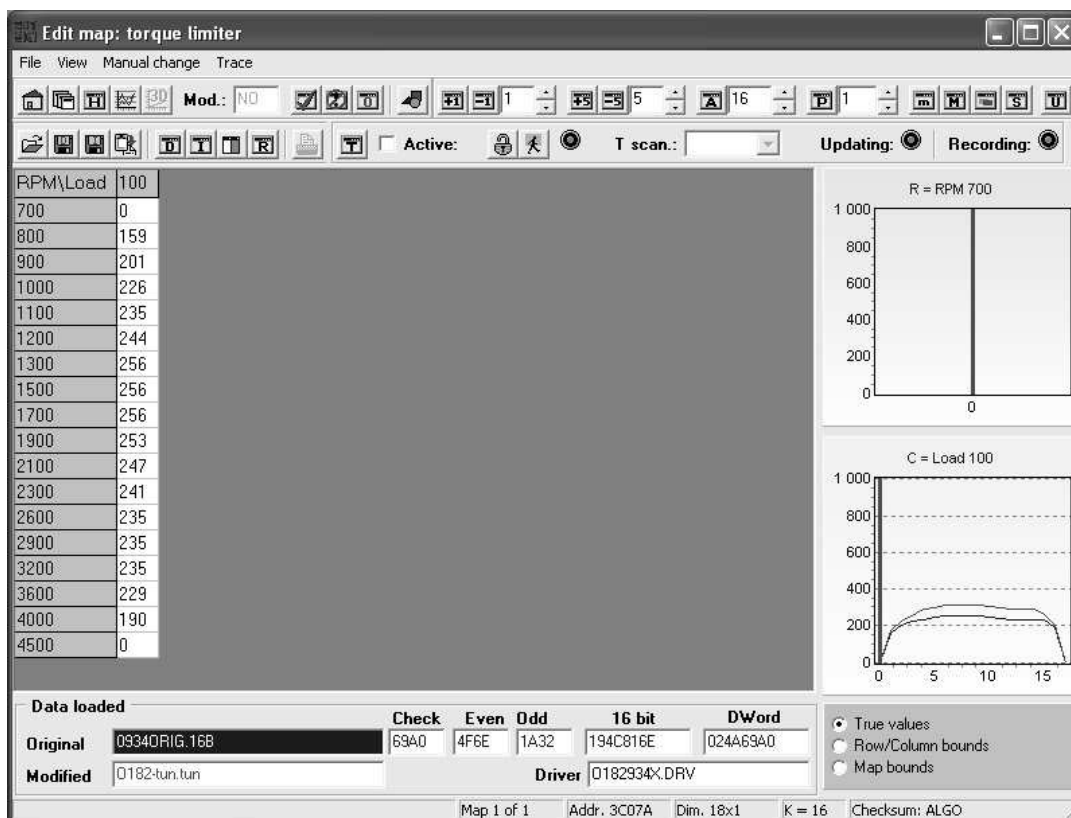 Edit map: torque limiter
File View Manual change Trace
H 3D Mod.: NO 0 +1 =1 1 +5 =5 5 A 16 P 1 m M S U
D I R T Active: T scan.: Updating: Recording:
RPM\Load 100
700 0
800 159
900 201
1000 226
1100 235
1200 244
1300 256
1500 256
1700 256
1900 253
2100 247
2300 241
2600 235
2900 235
3200 235
3600 229
4000 190
4500 0
R = RPM 700
1 000
800
600
400
200
0
0
C = Load 100
1 000
800
600
400
200
0
0 5 10 15
Data loaded
Check Even Odd 16 bit DWord
Original 0934ORIG.16B 69A0 4F6E 1A32 194C816E 024A69A0
Modified 0182-tun.tun Driver 0182934X.DRV
True values
Row/Column bounds
Map bounds
Map 1 of 1 Addr. 3C07A Dim. 18x1 K = 16 Checksum: ALGO